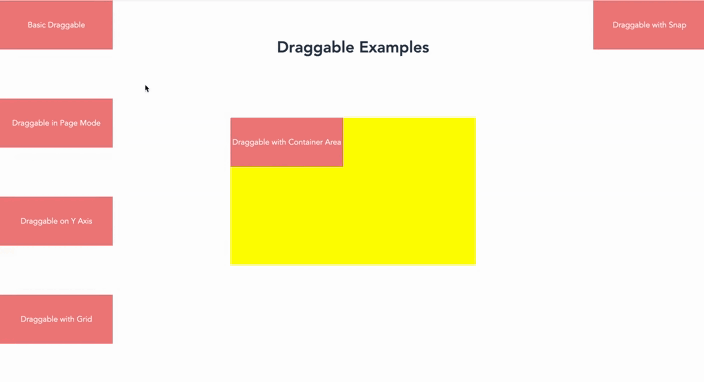 Basic Draggable
Draggable with Snap
Draggable Examples
Draggable in Page Mode
Draggable with Container Area
Draggable on Y Axis
Draggable with Grid